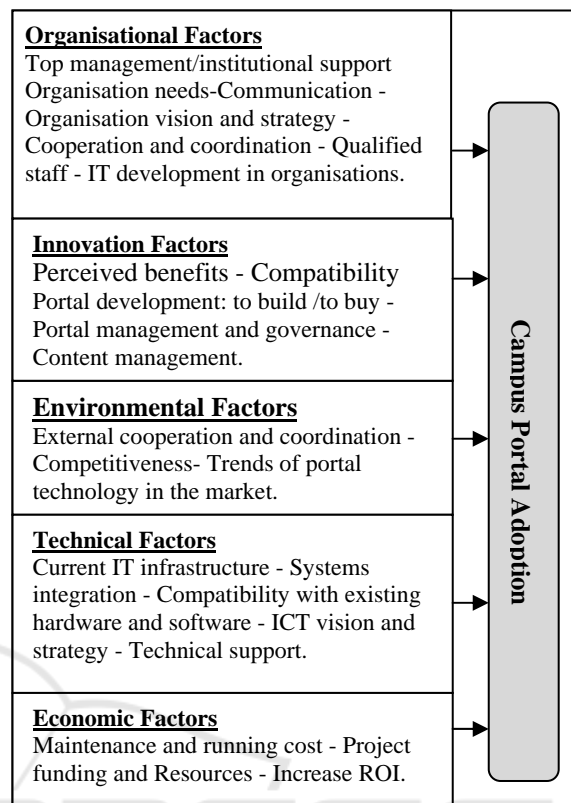 Organisational Factors
Top management/institutional support
Organisation needs-Communication -
Organisation vision and strategy -
Cooperation and coordination - Qualified
staff - IT development in organisations.
Innovation Factors
Perceived benefits - Compatibility
Portal development: to build /to buy -
Portal management and governance -
Content management.
Environmental Factors
External cooperation and coordination -
Competitiveness- Trends of portal
technology in the market.
Technical Factors
Current IT infrastructure - Systems
integration - Compatibility with existing
hardware and software - ICT vision and
strategy - Technical support.
Economic Factors
Maintenance and running cost - Project
funding and Resources - Increase ROI.
Campus Portal Adoption